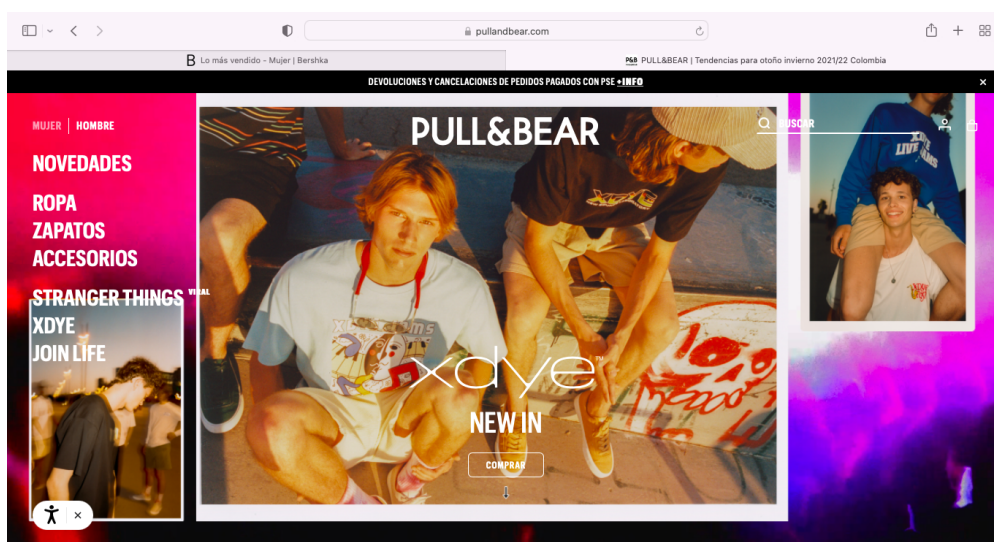 pullandbear.com
B Lo más vendido - Mujer | Bershka
P&B PULL&BEAR | Tendencias para otoño invierno 2021/22 Colombia
DEVOLUCIONES Y CANCELACIONES DE PEDIDOS PAGADOS CON PSE +INFO
MUJER | HOMBRE
PULL&BEAR
BUSCAR
NOVEDADES
ROPA
ZAPATOS
ACCESORIOS
STRANGER THINGS VIRAL
XDYE
JOIN LIFE
xdye™
NEW IN
COMPRAR